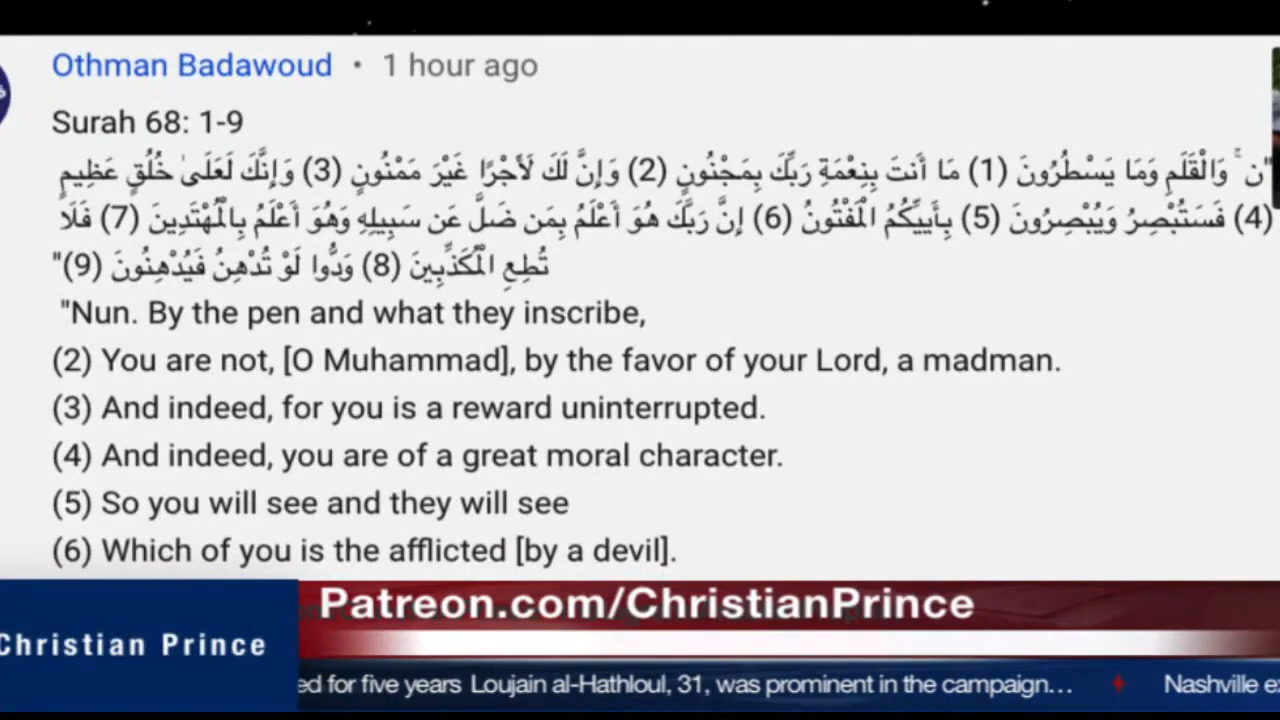 Othman Badawoud • 1 hour ago
Surah 68: 1-9
"ن ۚ وَالْقَلَمِ وَمَا يَسْطُرُونَ (1) مَا أَنتَ بِنِعْمَةِ رَبِّكَ بِمَجْنُونٍ (2) وَإِنَّ لَكَ لَأَجْرًا غَيْرَ مَمْنُونٍ (3) وَإِنَّكَ لَعَلَىٰ خُلُقٍ عَظِيمٍ
(4) فَسَتُبْصِرُ وَيُبْصِرُونَ (5) بِأَييِّكُمُ الْمَفْتُونُ (6) إِنَّ رَبَّكَ هُوَ أَعْلَمُ بِمَن ضَلَّ عَن سَبِيلِهِ وَهُوَ أَعْلَمُ بِالْمُهْتَدِينَ (7) فَلَا
تُطِعِ الْمُكَذِّبِينَ (8) وَدُّوا لَوْ تُدْهِنُ فَيُدْهِنُونَ (9)"
"Nun. By the pen and what they inscribe,
(2) You are not, [O Muhammad], by the favor of your Lord, a madman.
(3) And indeed, for you is a reward uninterrupted.
(4) And indeed, you are of a great moral character.
(5) So you will see and they will see
(6) Which of you is the afflicted [by a devil].
Patreon.com/ChristianPrince
Christian Prince
ed for five years Loujain al-Hathloul, 31, was prominent in the campaign... Nashville e